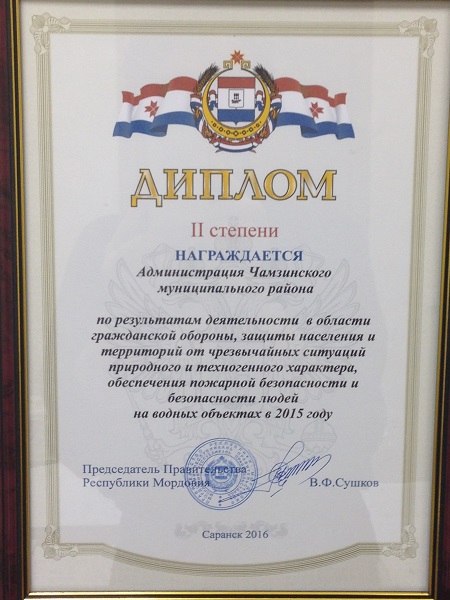 ДИПЛОМ
II степени
НАГРАЖДАЕТСЯ
Администрация Чамзинского
муниципального района
по результатам деятельности в области
гражданской обороны, защиты населения и
территорий от чрезвычайных ситуаций
природного и техногенного характера,
обеспечения пожарной безопасности и
безопасности людей
на водных объектах в 2015 году
Председатель Правительства
Республики Мордовия В.Ф.Сушков
Саранск 2016